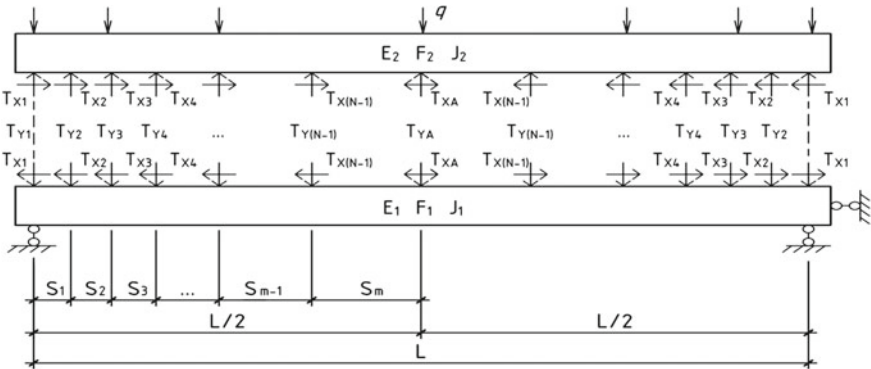 q
E₂ F₂ J₂
Tx1 Tx2 Tx3 Tx4 Tx(N-1) TxA Tx(N-1) Tx4 Tx3 Tx2 Tx1
TY1 TY2 TY3 TY4 ... TY(N-1) TYA TY(N-1) ... TY4 TY3 TY2
Tx1 Tx2 Tx3 Tx4 Tx(N-1) TxA Tx(N-1) Tx4 Tx3 Tx2 Tx1
E₁ F₁ J₁
S1 S2 S3 ... Sm-1 Sm
L/2 L/2
L